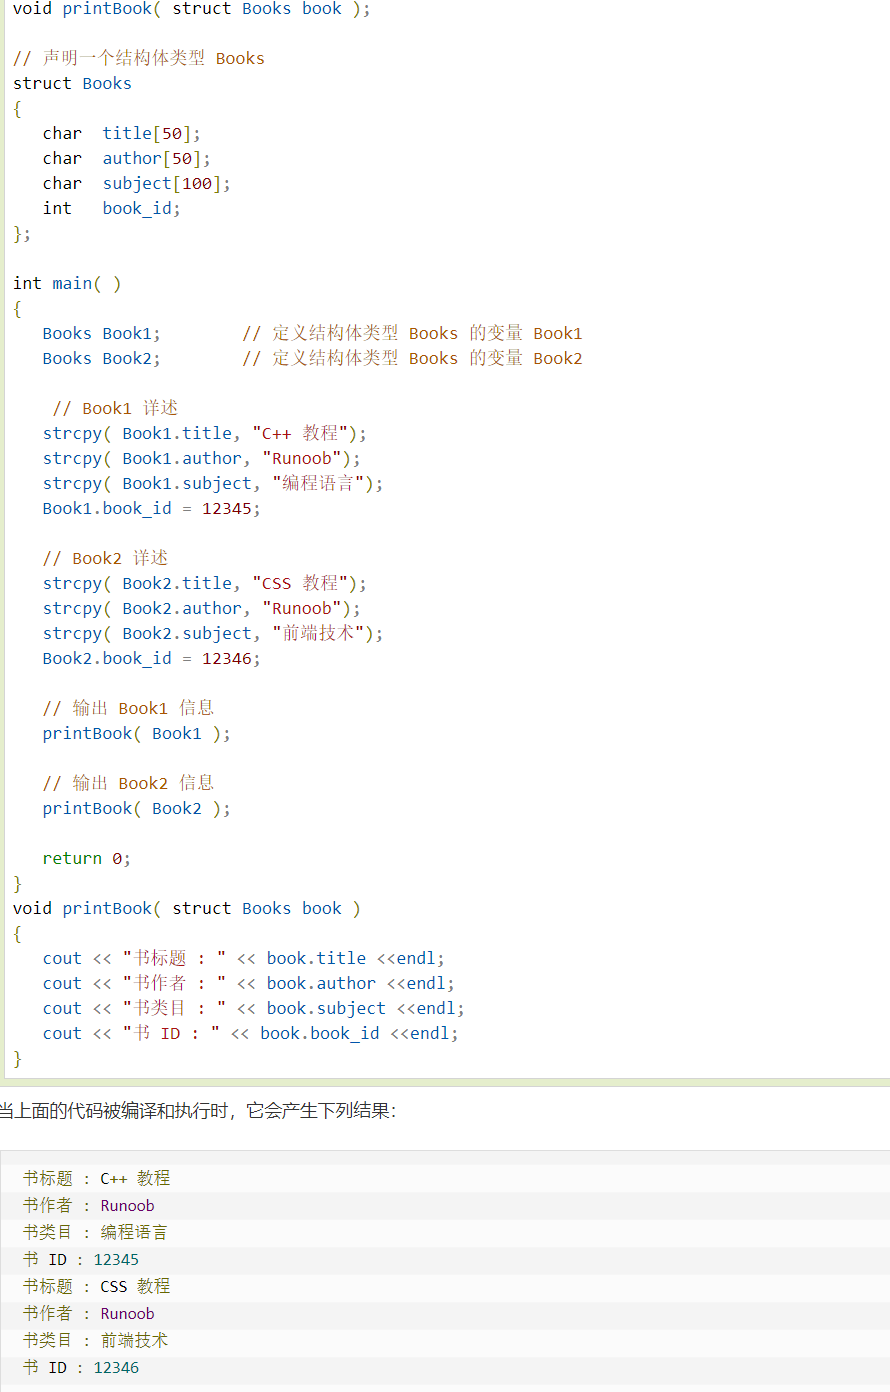 void printBook( struct Books book );
// 声明一个结构体类型 Books
struct Books
{
   char  title[50];
   char  author[50];
   char  subject[100];
   int   book_id;
};
int main( )
{
   Books Book1;        // 定义结构体类型 Books 的变量 Book1
   Books Book2;        // 定义结构体类型 Books 的变量 Book2
    // Book1 详述
   strcpy( Book1.title, "C++ 教程");
   strcpy( Book1.author, "Runoob");
   strcpy( Book1.subject, "编程语言");
   Book1.book_id = 12345;
   // Book2 详述
   strcpy( Book2.title, "CSS 教程");
   strcpy( Book2.author, "Runoob");
   strcpy( Book2.subject, "前端技术");
   Book2.book_id = 12346;
   // 输出 Book1 信息
   printBook( Book1 );
   // 输出 Book2 信息
   printBook( Book2 );
   return 0;
}
void printBook( struct Books book )
{
   cout << "书标题 : " << book.title <<endl;
   cout << "书作者 : " << book.author <<endl;
   cout << "书类目 : " << book.subject <<endl;
   cout << "书 ID : " << book.book_id <<endl;
}
当上面的代码被编译和执行时，它会产生下列结果：
书标题 : C++ 教程
书作者 : Runoob
书类目 : 编程语言
书 ID : 12345
书标题 : CSS 教程
书作者 : Runoob
书类目 : 前端技术
书 ID : 12346